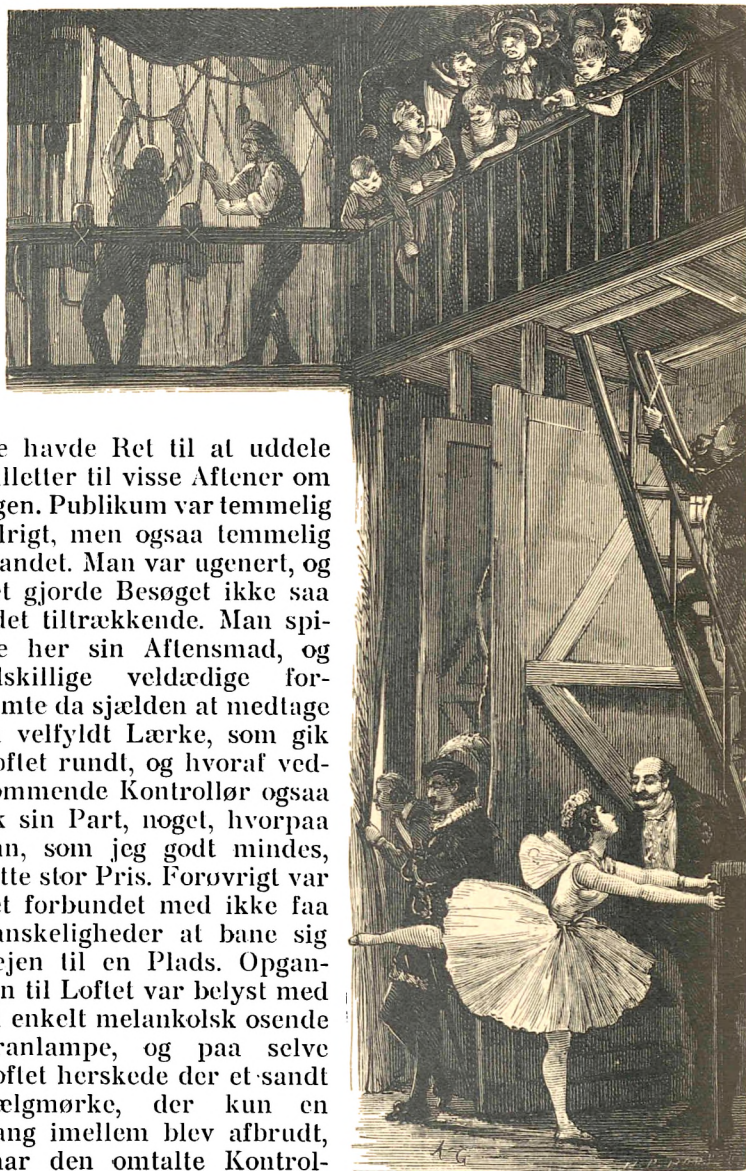 e havde Ret til at uddele
illetter til visse Aftener om
gen. Publikum var temmelig
drigt, men ogsaa temmelig
andet. Man var ugenert, og
et gjorde Besøget ikke saa
idet tiltrækkende. Man spi-
e her sin Aftensmad, og
lskillige veldædige for-
mte da sjælden at medtage
velfyldt Lærke, som gik
oftet rundt, og hvoraf ved-
ommende Kontrollør ogsaa
k sin Part, noget, hvorpaa
an, som jeg godt mindes,
tte stor Pris. Forøvrigt var
et forbundet med ikke faa
anskeligheder at bane sig
ejen til en Plads. Opgan-
n til Loftet var belyst med
enkelt melankolsk osende
ranlampe, og paa selve
oftet herskede der et sandt
ælgmørke, der kun en
ang imellem blev afbrudt,
aar den omtalte Kontrol-
A G